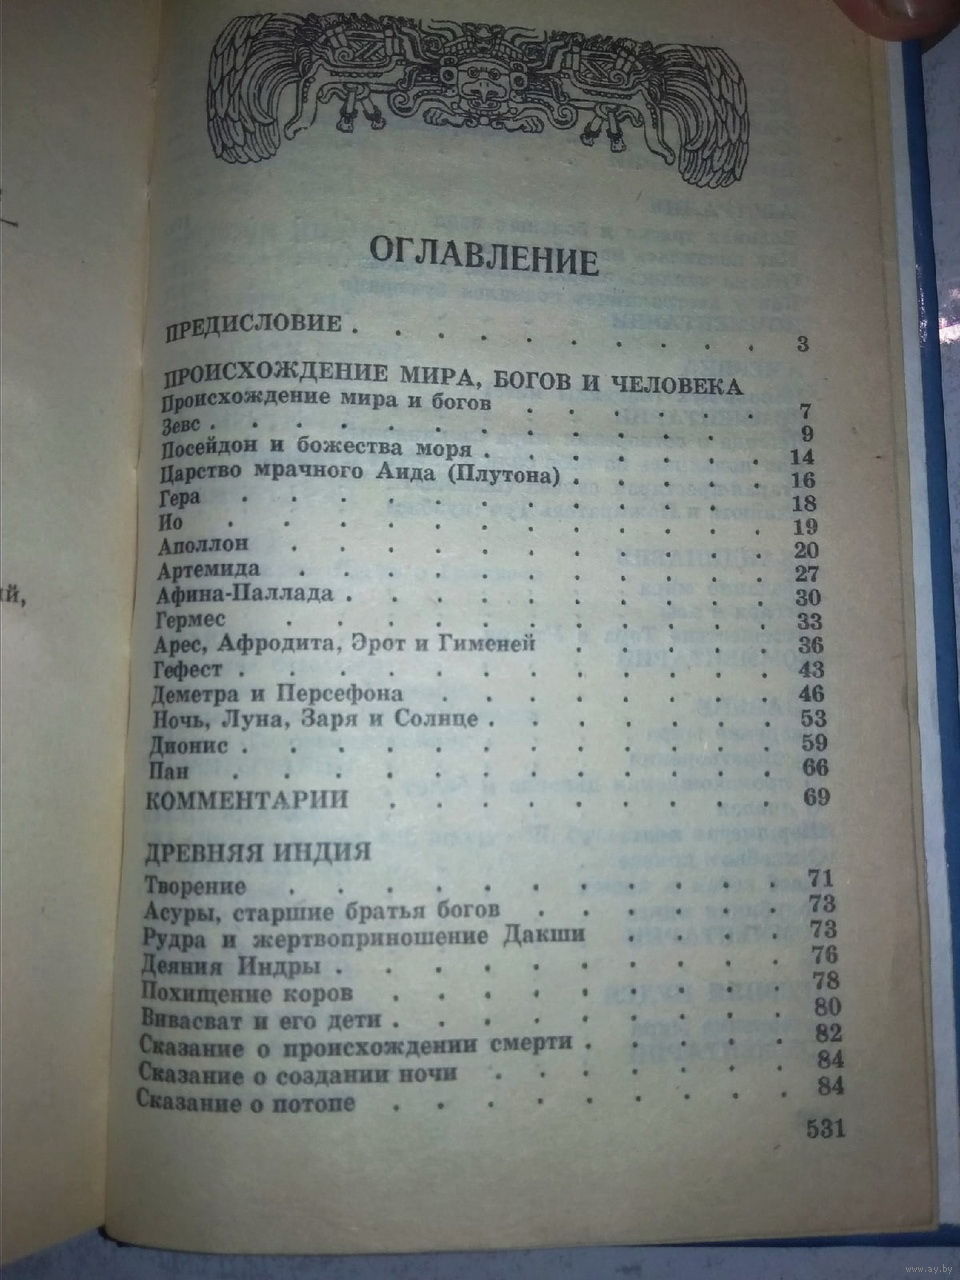 ОГЛАВЛЕНИЕ
ПРЕДИСЛОВИЕ . . . . . . . . . . 3
ПРОИСХОЖДЕНИЕ МИРА, БОГОВ И ЧЕЛОВЕКА
Происхождение мира и богов . . . . . . 7
Зевс . . . . . . . . . . . . . 9
Посейдон и божества моря . . . . . . . 14
Царство мрачного Аида (Плутона) . . . . . 16
Гера . . . . . . . . . . . . 18
Ио . . . . . . . . . . . . . 19
Аполлон . . . . . . . . . . . 20
Артемида . . . . . . . . . . . 27
Афина-Паллада . . . . . . . . . . 30
Гермес . . . . . . . . . . . 33
Арес, Афродита, Эрот и Гименей . . . . . 36
Гефест . . . . . . . . . . . . 43
Деметра и Персефона . . . . . . . . 46
Ночь, Луна, Заря и Солнце . . . . . . . 53
Дионис . . . . . . . . . . . . 59
Пан . . . . . . . . . . . . 66
КОММЕНТАРИИ . . . . . . . . . 69
ДРЕВНЯЯ ИНДИЯ
Творение . . . . . . . . . . . 71
Асуры, старшие братья богов . . . . . . 73
Рудра и жертвоприношение Дакши . . . . 73
Деяния Индры . . . . . . . . . . 76
Похищение коров . . . . . . . . . 78
Вивасват и его дети . . . . . . . . . 80
Сказание о происхождении смерти . . . . . 82
Сказание о создании ночи . . . . . . . 84
Сказание о потопе . . . . . . . . . 84
531
www.ay.by